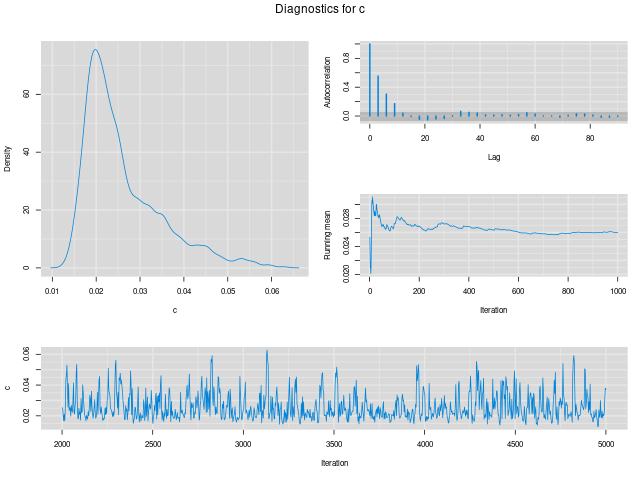 Diagnostics for c
Density
0 20 40 60
0.01 0.02 0.03 0.04 0.05 0.06
c
Autocorrelation
0.0 0.4 0.8
0 20 40 60 80
Lag
Running mean
0.020 0.024 0.028
0 200 400 600 800 1000
Iteration
c
0.02 0.04 0.06
2000 2500 3000 3500 4000 4500 5000
Iteration